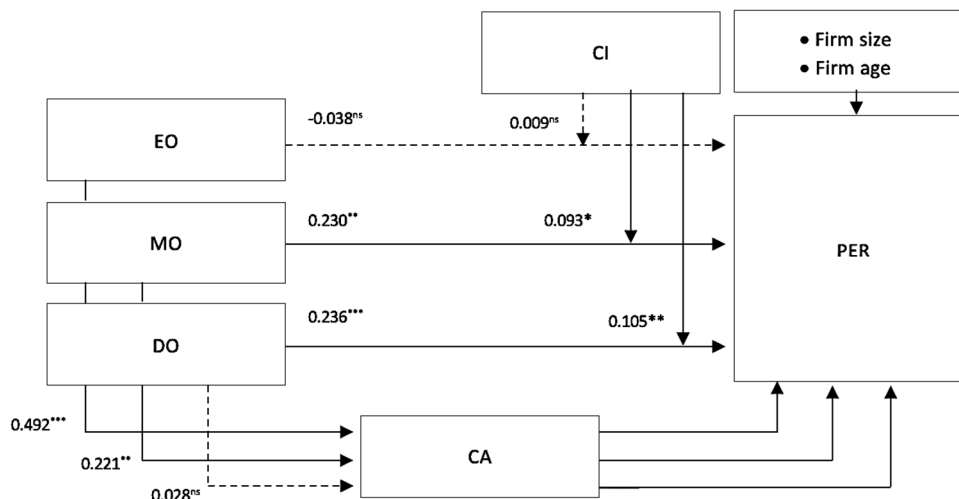 CI
• Firm size
• Firm age
-0.038ⁿˢ
0.009ⁿˢ
EO
0.230**
0.093*
MO
PER
0.236***
0.105**
DO
0.492***
0.221**
CA
0.028ⁿˢ